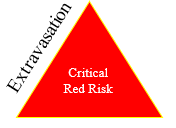 Extravasation
Critical
Red Risk